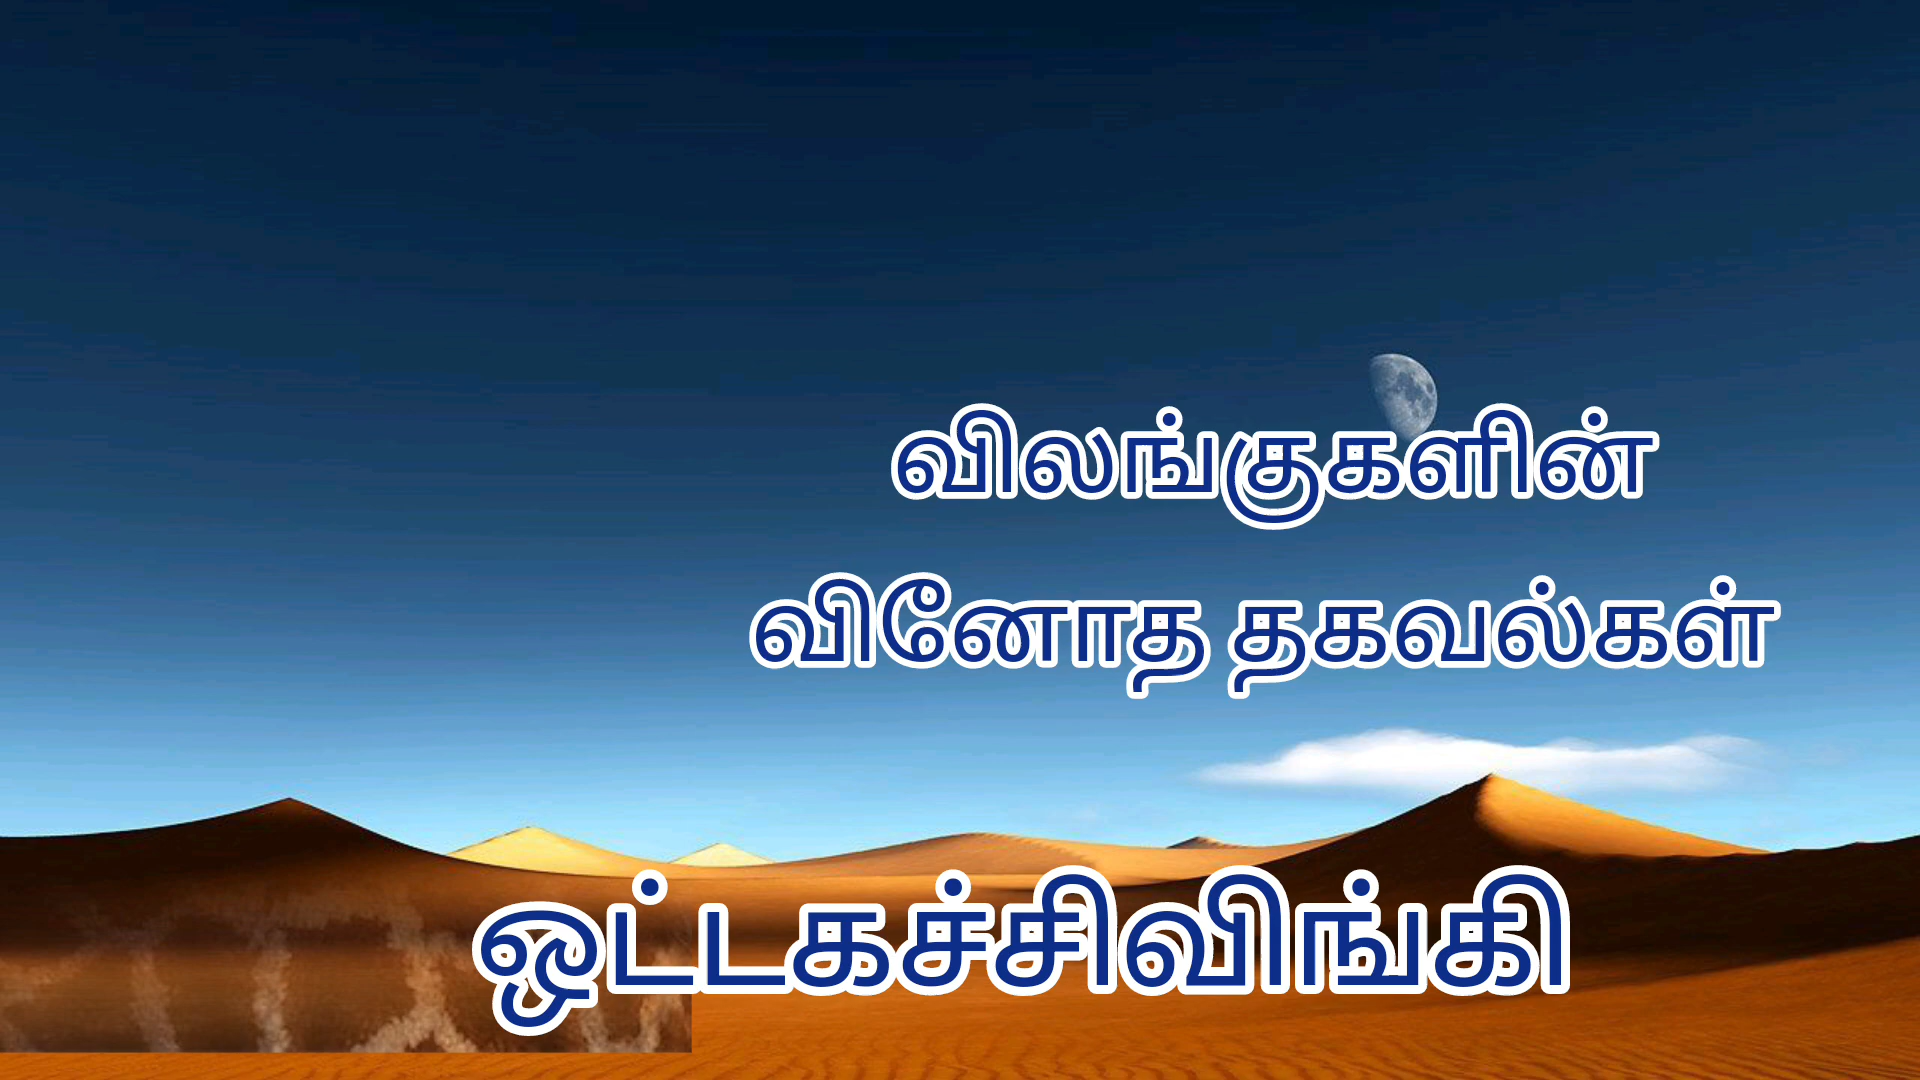 விலங்குகளின்
வினோத தகவல்கள்
ஒட்டகச்சிவிங்கி